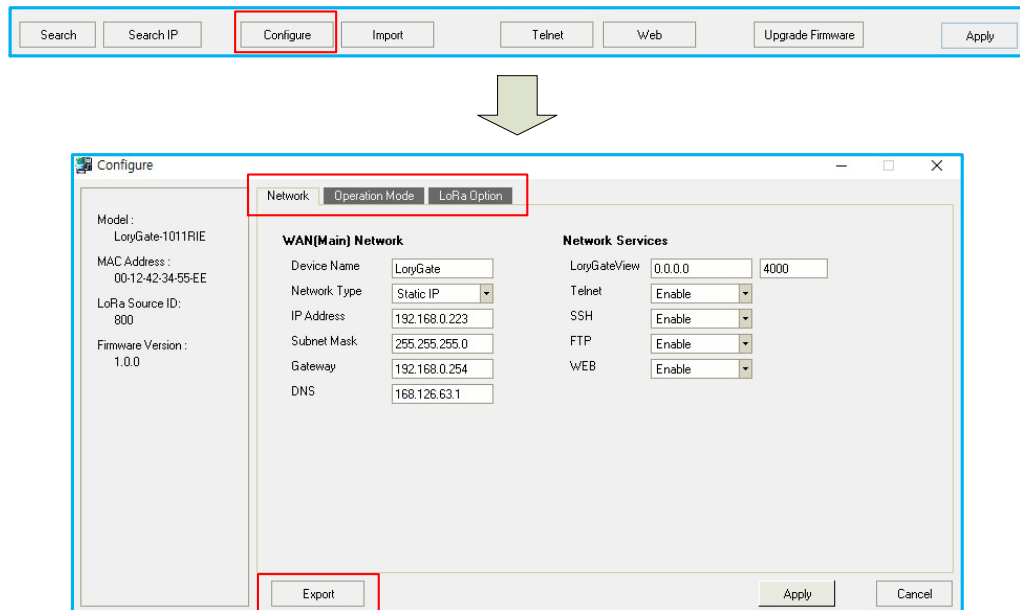 Search Search IP Configure Import Telnet Web Upgrade Firmware Apply
Configure
Network Operation Mode LoRa Option
Model :
LoryGate-1011RIE
MAC Address :
00-12-42-34-55-EE
LoRa Source ID:
800
Firmware Version :
1.0.0
WAN(Main) Network
Device Name LoryGate
Network Type Static IP
IP Address 192.168.0.223
Subnet Mask 255.255.255.0
Gateway 192.168.0.254
DNS 168.126.63.1
Network Services
LoryGateView 0.0.0.0 4000
Telnet Enable
SSH Enable
FTP Enable
WEB Enable
Export Apply Cancel